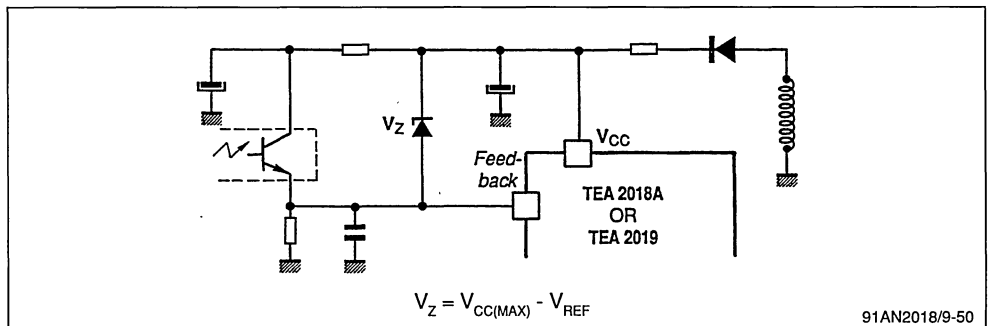 V_Z
Feed-
back
V_CC
TEA 2018A
OR
TEA 2019
V_Z = V_CC(MAX) - V_REF
91AN2018/9-50